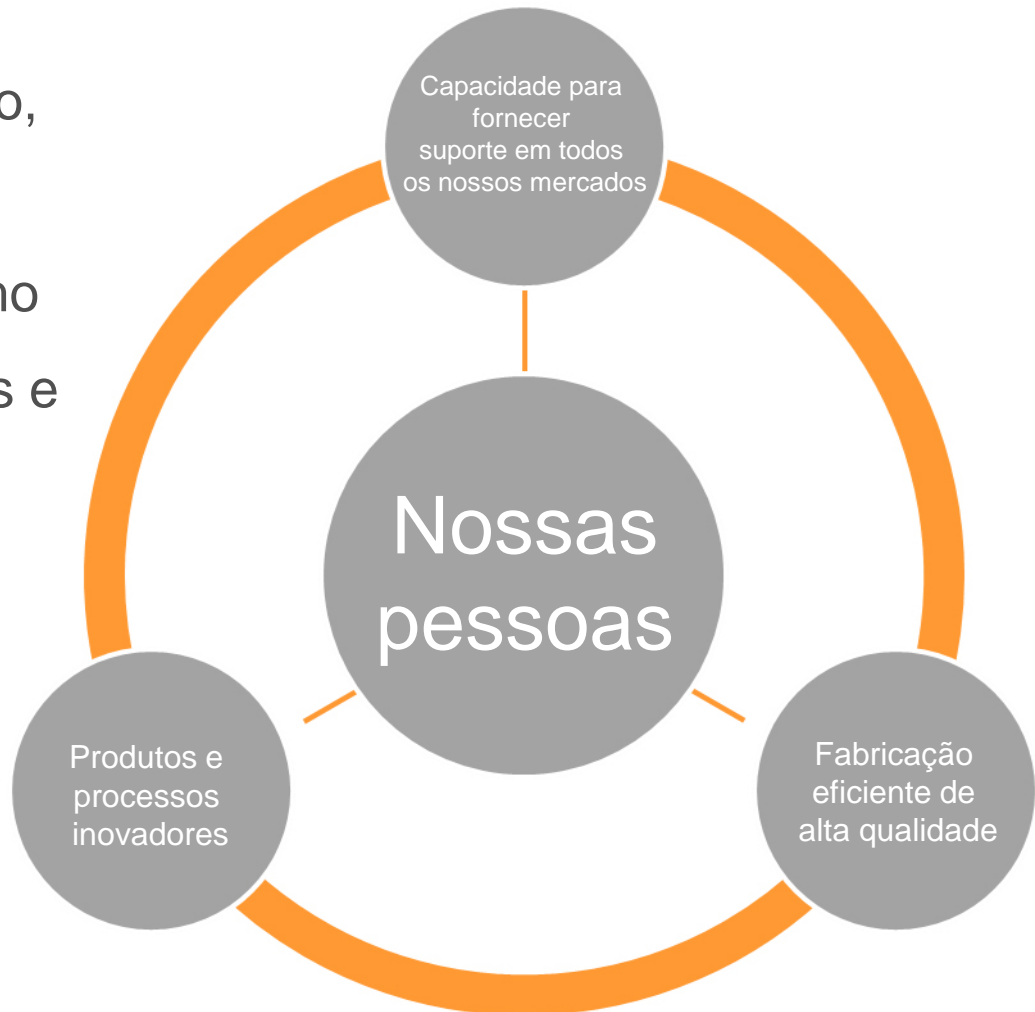 o,
no
s e
Capacidade para
fornecer
suporte em todos
os nossos mercados
Nossas
pessoas
Produtos e
processos
inovadores
Fabricação
eficiente de
alta qualidade